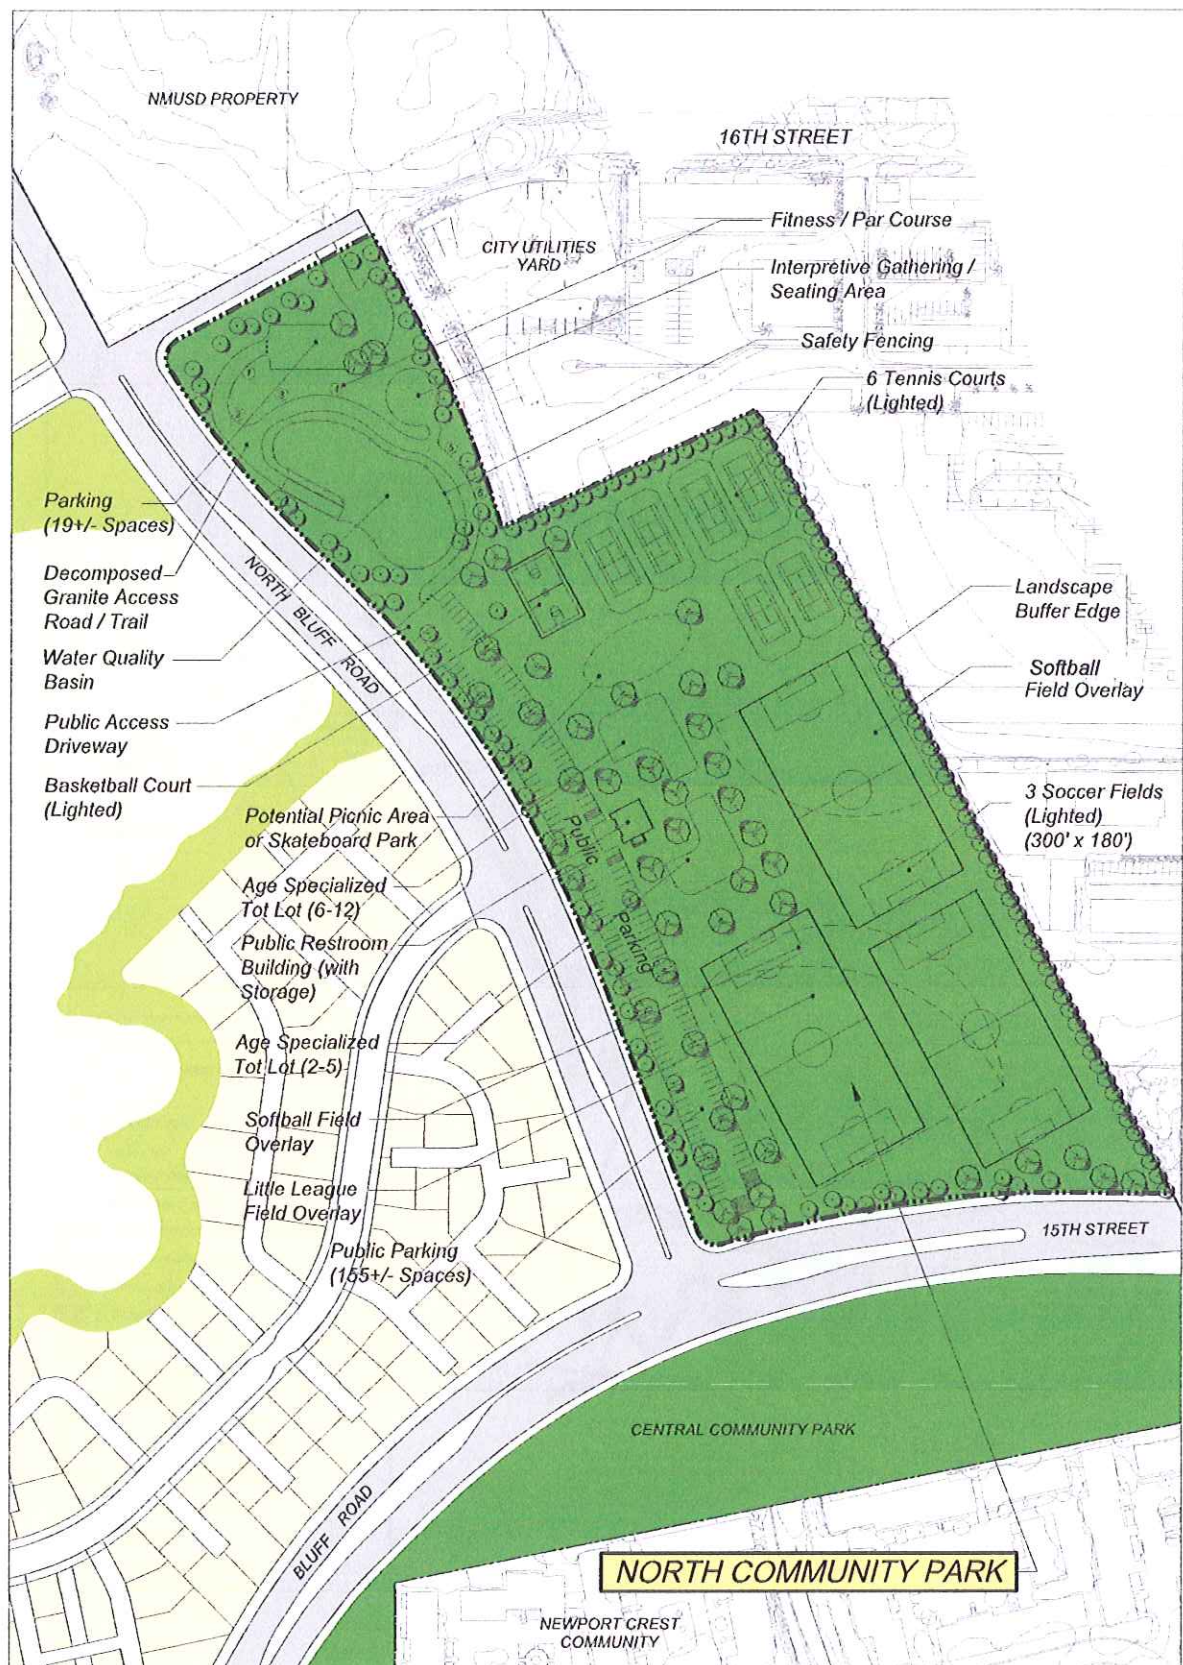 NMUSD PROPERTY
16TH STREET
Fitness / Par Course
CITY UTILITIES
YARD
Interpretive Gathering /
Seating Area
Safety Fencing
6 Tennis Courts
(Lighted)
Parking
(19+/- Spaces)
Decomposed
Granite Access
Road / Trail
Water Quality
Basin
Public Access
Driveway
Basketball Court
(Lighted)
NORTH BLUFF ROAD
Landscape
Buffer Edge
Softball
Field Overlay
3 Soccer Fields
(Lighted)
(300' x 180')
Potential Picnic Area
or Skateboard Park
Age Specialized
Tot Lot (6-12)
Public Restroom
Building (with
Storage)
Age Specialized
Tot Lot (2-5)
Softball Field
Overlay
Little League
Field Overlay
Public Parking
(155+/- Spaces)
Public Parking
15TH STREET
CENTRAL COMMUNITY PARK
BLUFF ROAD
NORTH COMMUNITY PARK
NEWPORT CREST
COMMUNITY